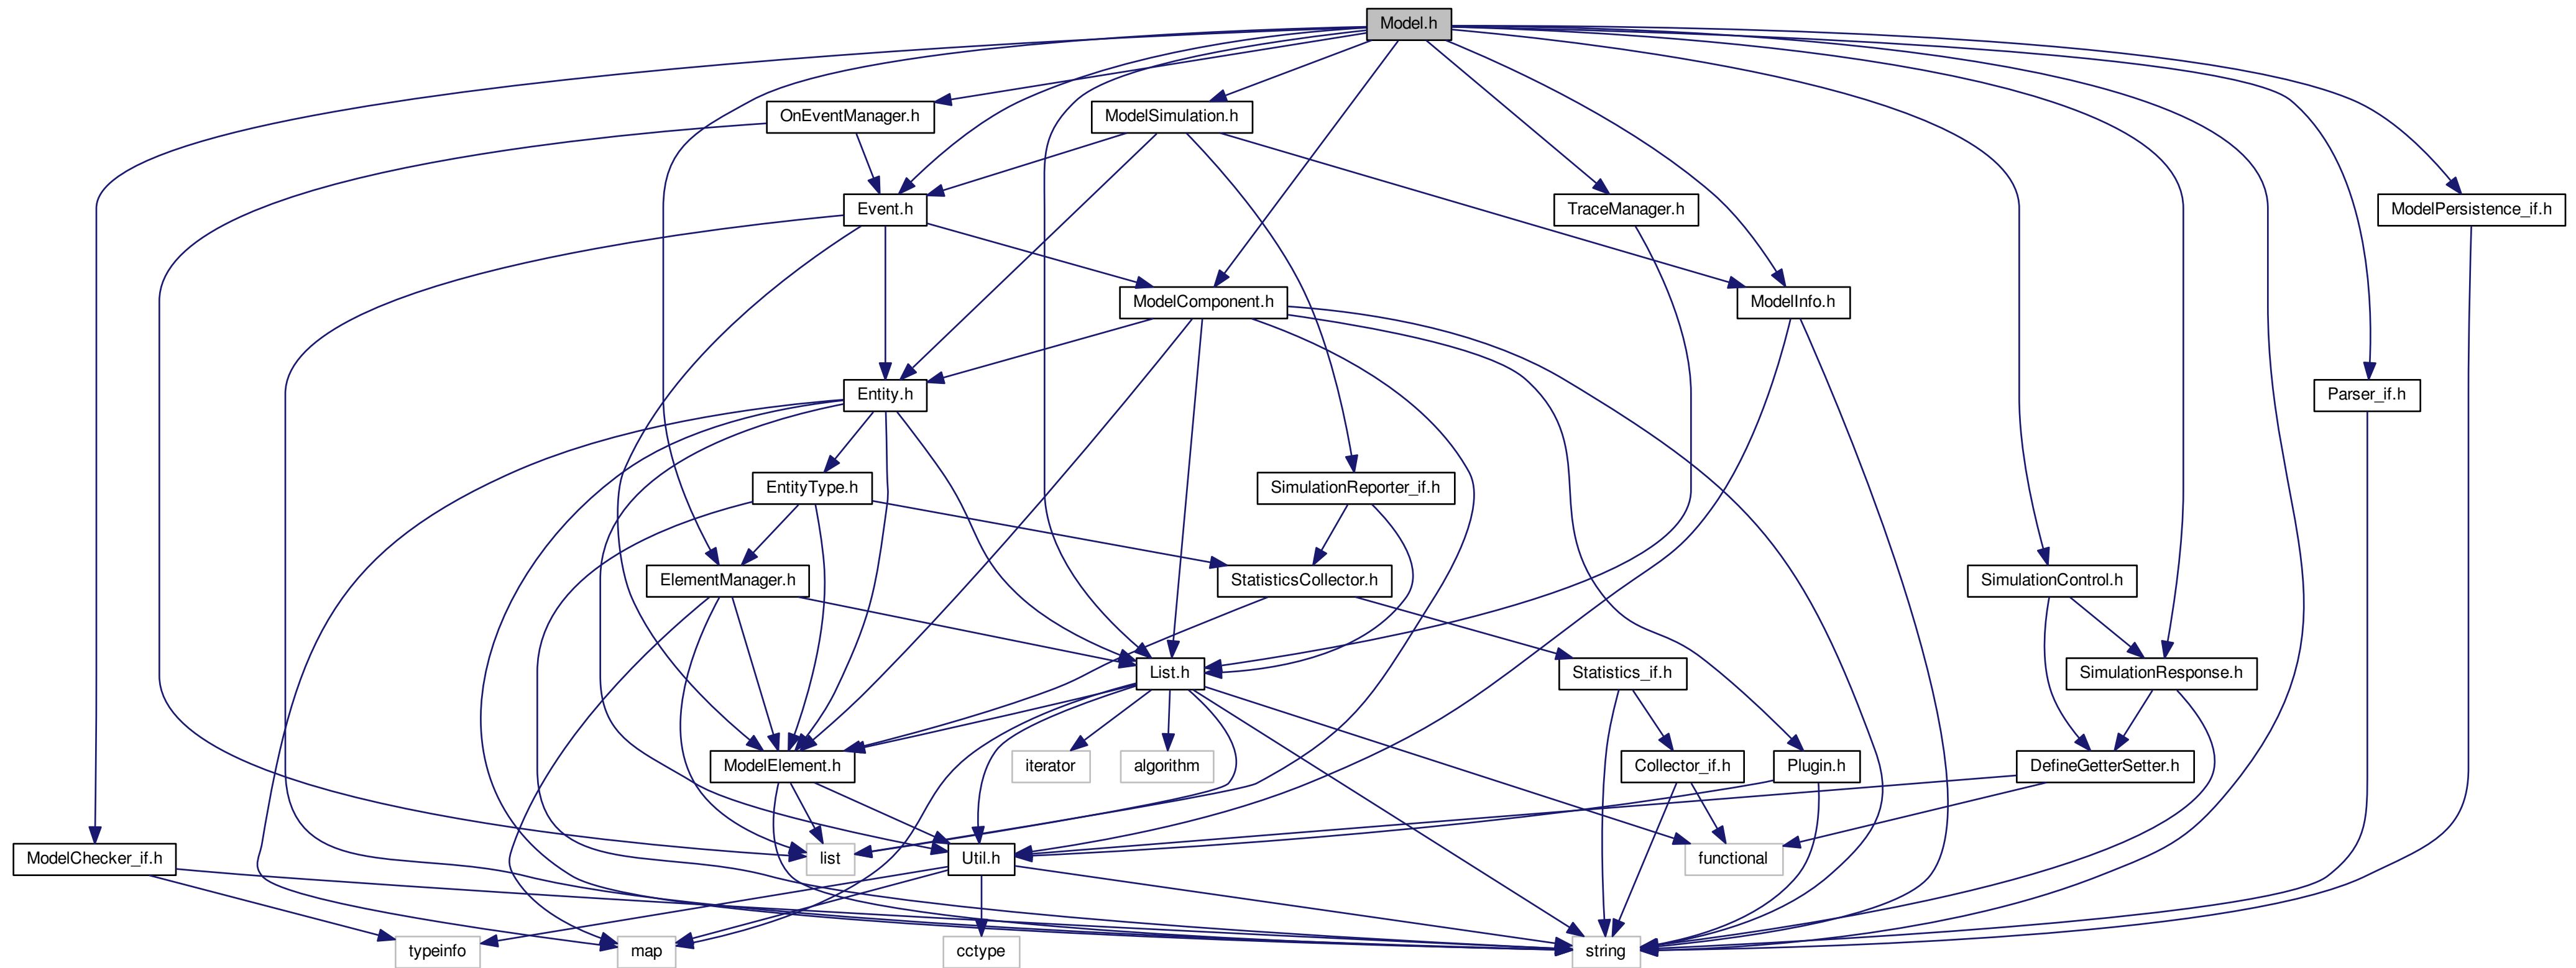 Model.h
OnEventManager.h
ModelSimulation.h
Event.h
TraceManager.h
ModelPersistence_if.h
ModelComponent.h
ModelInfo.h
Entity.h
Parser_if.h
EntityType.h
SimulationReporter_if.h
ElementManager.h
StatisticsCollector.h
SimulationControl.h
List.h
Statistics_if.h
SimulationResponse.h
ModelElement.h
iterator
algorithm
Collector_if.h
Plugin.h
DefineGetterSetter.h
ModelChecker_if.h
list
Util.h
functional
typeinfo
map
cctype
string